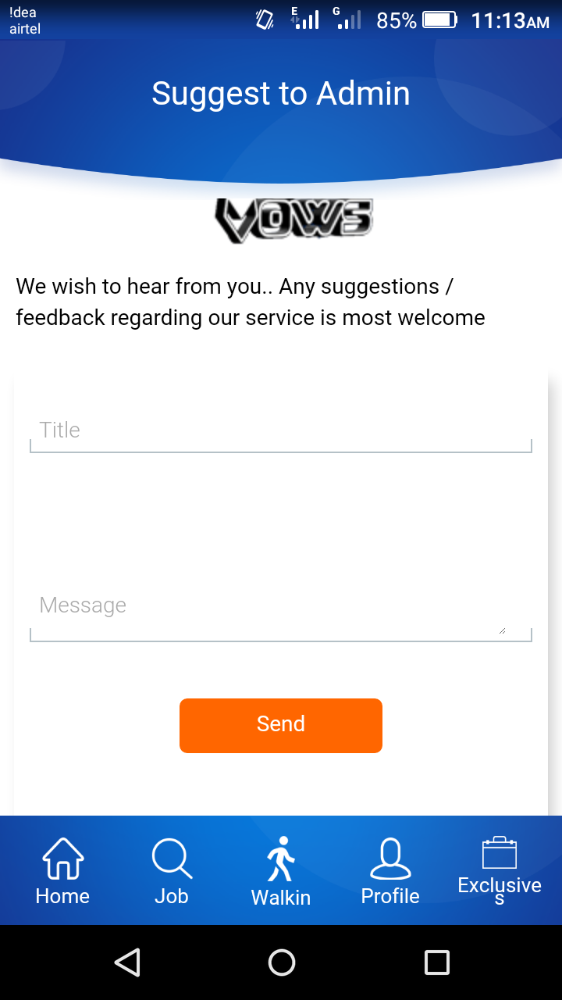 !dea
airtel
E
G
85%
11:13AM
Suggest to Admin
VOWS
We wish to hear from you.. Any suggestions /
feedback regarding our service is most welcome
Title
Message
Send
Home
Job
Walkin
Profile
Exclusive
s